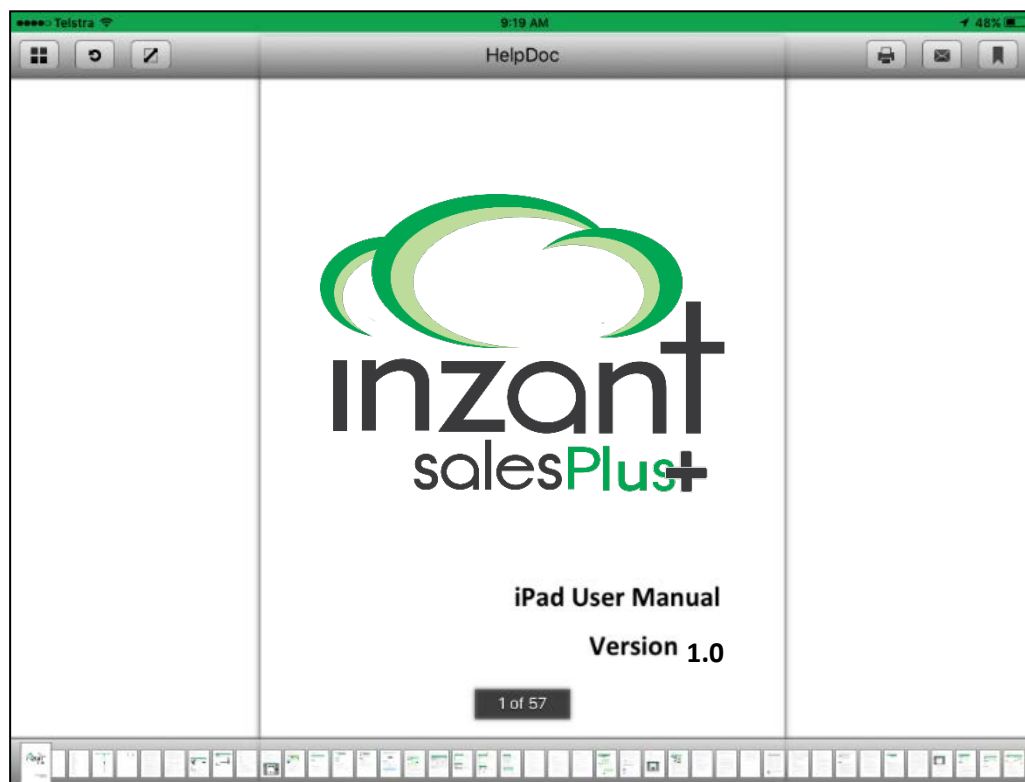 Telstra 9:19 AM 48%
HelpDoc
inzant
salesPlus+
iPad User Manual
Version 1.0
1 of 57